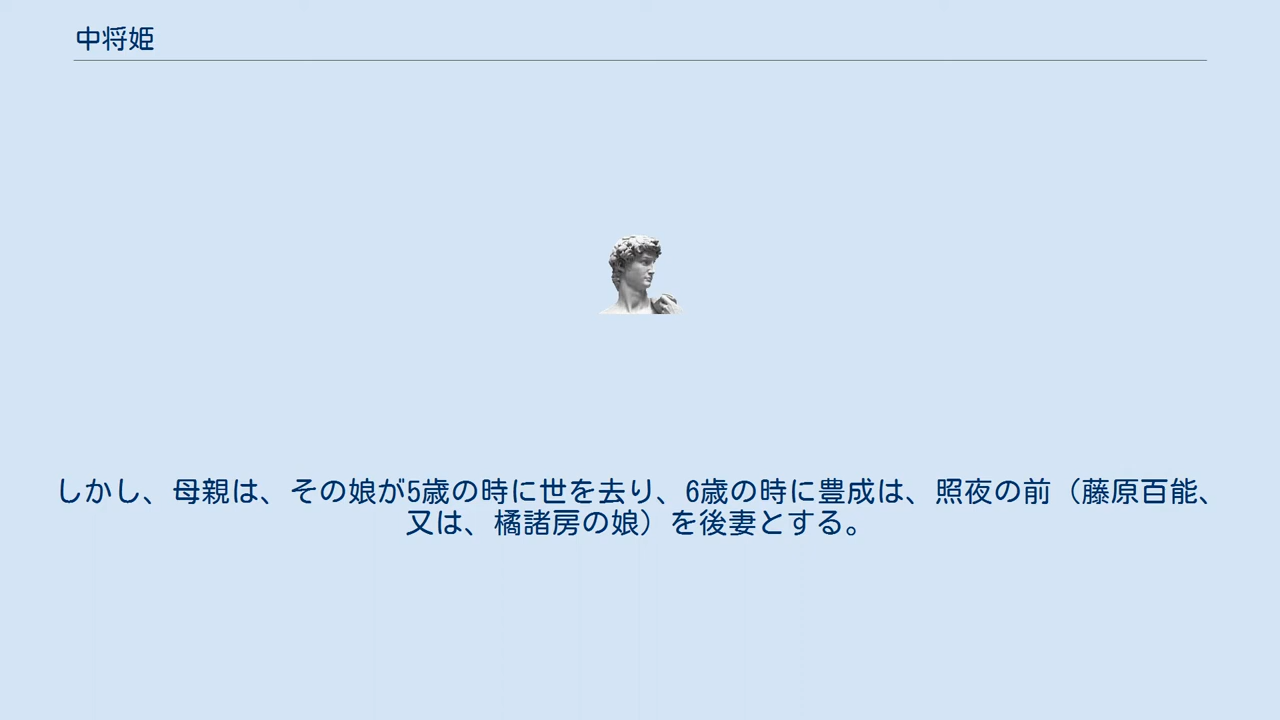 中将姫
しかし、母親は、その娘が5歳の時に世を去り、6歳の時に豊成は、照夜の前（藤原百能、
又は、橘諸房の娘）を後妻とする。